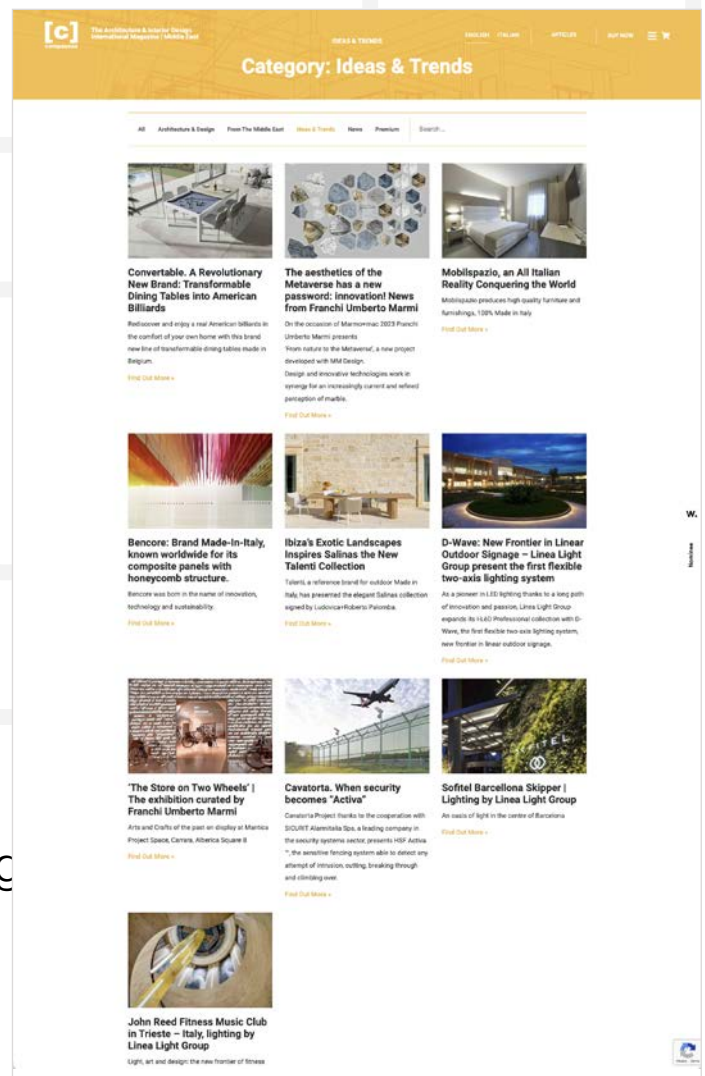 [c]
The Architecture & Interior Design
International Magazine | Middle East
IDEAS & TRENDS
ENGLISH ITALIAN
ARTICLES
BUY NOW
Category: Ideas & Trends
All Architecture & Design From The Middle East Ideas & Trends News Premium Search...
Convertable. A Revolutionary
New Brand: Transformable
Dining Tables into American
Billiards
Rediscover and enjoy a real American billiards in
the comfort of your own home with this brand
new line of transformable dining tables made in
Belgium.
Find Out More »
The aesthetics of the
Metaverse has a new
password: innovation! News
from Franchi Umberto Marmi
On the occasion of Marmo+mac 2023 Franchi
Umberto Marmi presents
'From nature to the Metaverse', a new project
developed with MM Design.
Design and innovative technologies work in
synergy for an increasingly current and refined
perception of marble.
Find Out More »
Mobilspazio, an All Italian
Reality Conquering the World
Mobilspazio produces high quality furniture and
furnishings, 100% Made in Italy
Find Out More »
Bencore: Brand Made-In-Italy,
known worldwide for its
composite panels with
honeycomb structure.
Bencore was born in the name of innovation,
technology and sustainability.
Find Out More »
Ibiza's Exotic Landscapes
Inspires Salinas the New
Talenti Collection
Talenti, a reference brand for outdoor Made in
Italy, has presented the elegant Salinas collection
signed by Ludovica+Roberto Palomba.
Find Out More »
D-Wave: New Frontier in Linear
Outdoor Signage – Linea Light
Group present the first flexible
two-axis lighting system
As a pioneer in LED lighting thanks to a long path
of innovation and passion, Linea Light Group
expands its i-LED Professional collection with D-
Wave, the first flexible two-axis lighting system,
new frontier in linear outdoor signage.
Find Out More »
W.
Nominee
'The Store on Two Wheels' |
The exhibition curated by
Franchi Umberto Marmi
Arts and Crafts of the past on display at Mantica
Project Space, Carrara, Alberica Square 8
Find Out More »
Cavatorta. When security
becomes "Activa"
Cavatorta Project thanks to the cooperation with
SICURIT Alarmitalia Spa, a leading company in
the security systems sector, presents HSF Activa
™, the sensitive fencing system able to detect any
attempt of intrusion, cutting, breaking through
and climbing over.
Find Out More »
SOFITEL
Sofitel Barcellona Skipper |
Lighting by Linea Light Group
An oasis of light in the centre of Barcelona
Find Out More »
John Reed Fitness Music Club
in Trieste – Italy, lighting by
Linea Light Group
Light, art and design: the new frontier of fitness